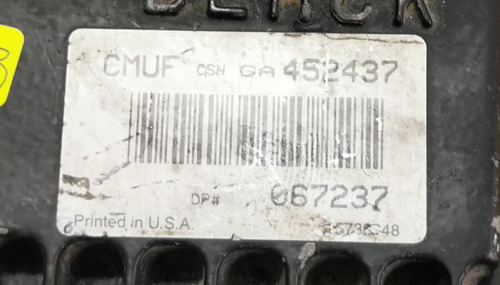 CMUF CSN GA 452437
DP# 067237
Printed in U.S.A.